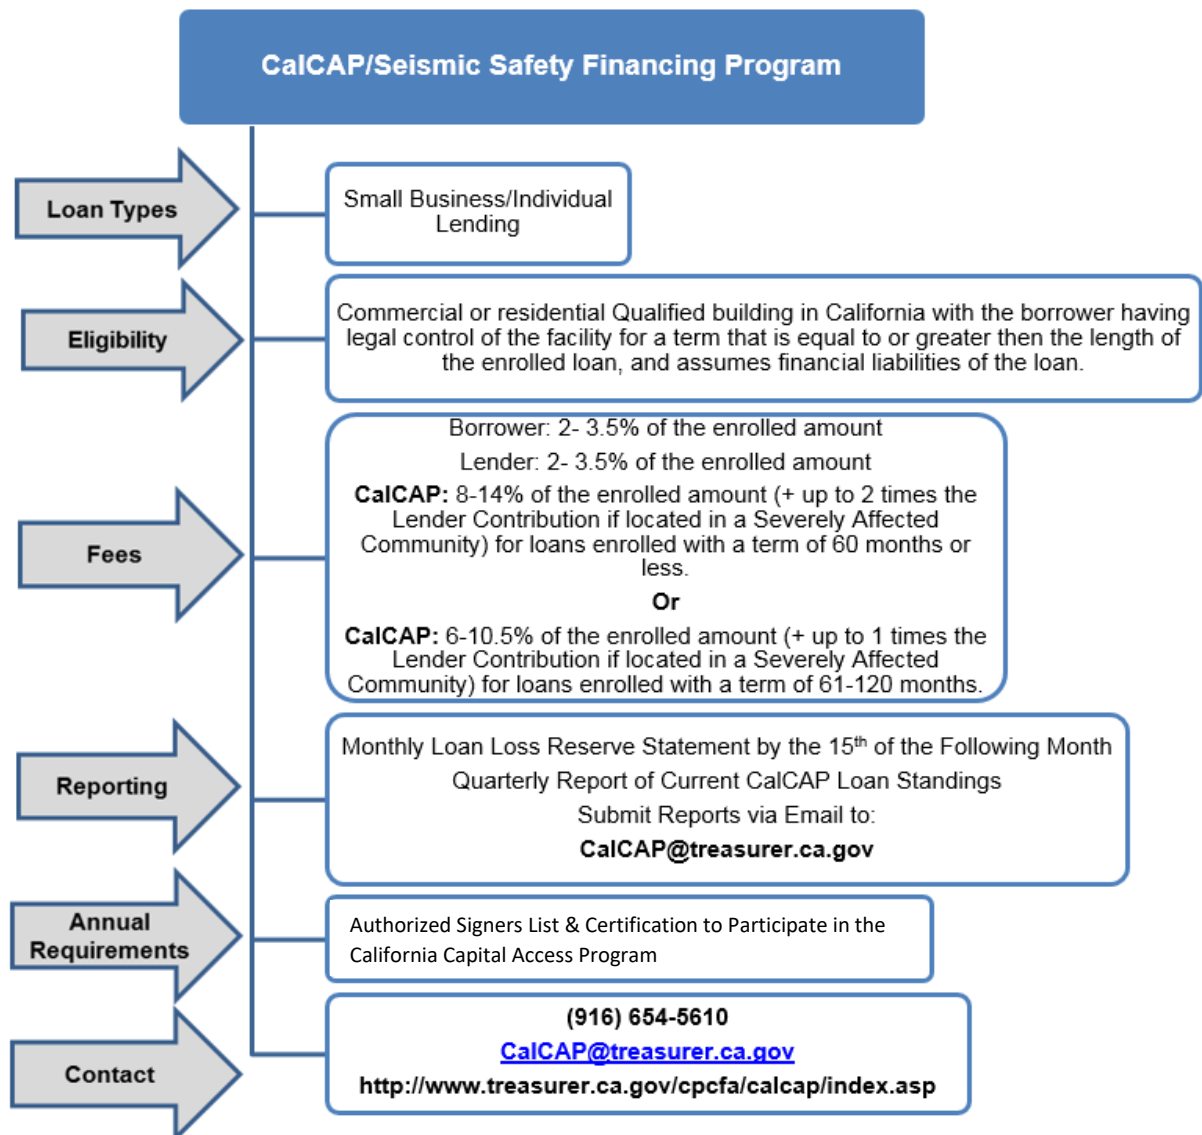 CalCAP/Seismic Safety Financing Program
Loan Types
Small Business/Individual
Lending
Eligibility
Commercial or residential Qualified building in California with the borrower having
legal control of the facility for a term that is equal to or greater then the length of
the enrolled loan, and assumes financial liabilities of the loan.
Fees
Borrower: 2- 3.5% of the enrolled amount
Lender: 2- 3.5% of the enrolled amount
CalCAP: 8-14% of the enrolled amount (+ up to 2 times the
Lender Contribution if located in a Severely Affected
Community) for loans enrolled with a term of 60 months or
less.
Or
CalCAP: 6-10.5% of the enrolled amount (+ up to 1 times the
Lender Contribution if located in a Severely Affected
Community) for loans enrolled with a term of 61-120 months.
Reporting
Monthly Loan Loss Reserve Statement by the 15th of the Following Month
Quarterly Report of Current CalCAP Loan Standings
Submit Reports via Email to:
CalCAP@treasurer.ca.gov
Annual
Requirements
Authorized Signers List & Certification to Participate in the
California Capital Access Program
Contact
(916) 654-5610
CalCAP@treasurer.ca.gov
http://www.treasurer.ca.gov/cpcfa/calcap/index.asp